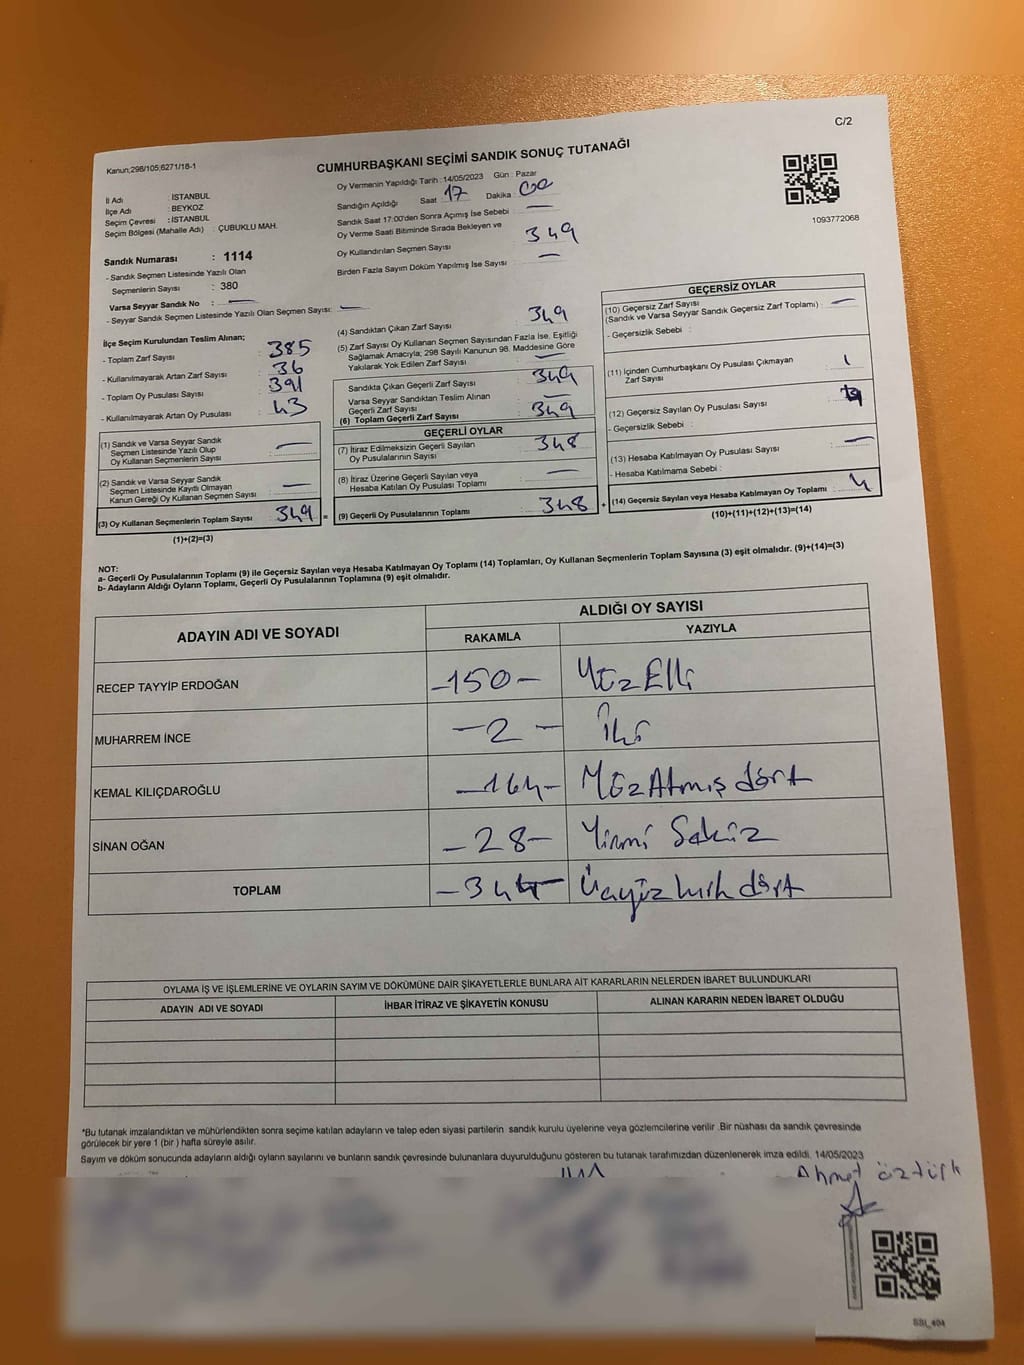 C/2
Kanun;298/105;6271/18-1
CUMHURBAŞKANI SEÇİMİ SANDIK SONUÇ TUTANAĞI
İl Adı : İSTANBUL
İlçe Adı : BEYKOZ
Seçim Çevresi : İSTANBUL
Seçim Bölgesi (Mahalle Adı) : ÇUBUKLU MAH.
Sandık Numarası : 1114
- Sandık Seçmen Listesinde Yazılı Olan
Seçmenlerin Sayısı : 380
Varsa Seyyar Sandık No : —
- Seyyar Sandık Seçmen Listesinde Yazılı Olan Seçmen Sayısı: —
Oy Vermenin Yapıldığı Tarih : 14/05/2023 Gün : Pazar
Sandığın Açıldığı Saat 17 Dakika : 00
Sandık Saat 17:00'den Sonra Açımış İse Sebebi : —
Oy Verme Saati Bitiminde Sırada Bekleyen ve
Oy Kullandırılan Seçmen Sayısı : 349
Birden Fazla Sayım Döküm Yapılmış İse Sayısı : —
1093772068
İlçe Seçim Kurulundan Teslim Alınan;
- Toplam Zarf Sayısı : 385
- Kullanılmayarak Artan Zarf Sayısı : 36
- Toplam Oy Pusulası Sayısı : 391
- Kullanılmayarak Artan Oy Pusulası : 43
(1) Sandık ve Varsa Seyyar Sandık
Seçmen Listesinde Yazılı Olup
Oy Kullanan Seçmenlerin Sayısı : —
(2) Sandık ve Varsa Seyyar Sandık
Seçmen Listesinde Kayıtlı Olmayan
Kanun Gereği Oy Kullanan Seçmen Sayısı : —
(3) Oy Kullanan Seçmenlerin Toplam Sayısı 349 =
(1)+(2)=(3)
(4) Sandıktan Çıkan Zarf Sayısı : 349
(5) Zarf Sayısı Oy Kullanan Seçmen Sayısından Fazla İse, Eşitliği
Sağlamak Amacıyla; 298 Sayılı Kanunun 98. Maddesine Göre
Yakılarak Yok Edilen Zarf Sayısı : —
Sandıkta Çıkan Geçerli Zarf Sayısı : 349
Varsa Seyyar Sandıktan Teslim Alınan
Geçerli Zarf Sayısı : —
(6) Toplam Geçerli Zarf Sayısı : 349
GEÇERLİ OYLAR
(7) İtiraz Edilmeksizin Geçerli Sayılan
Oy Pusulalarının Sayısı : 348
(8) İtiraz Üzerine Geçerli Sayılan veya
Hesaba Katılan Oy Pusulası Toplamı : —
(9) Geçerli Oy Pusulalarının Toplamı : 348 +
GEÇERSİZ OYLAR
(10) Geçersiz Zarf Sayısı
(Sandık ve Varsa Seyyar Sandık Geçersiz Zarf Toplamı) : —
- Geçersizlik Sebebi :
(11) İçinden Cumhurbaşkanı Oy Pusulası Çıkmayan
Zarf Sayısı : 1
(12) Geçersiz Sayılan Oy Pusulası Sayısı :
- Geçersizlik Sebebi :
(13) Hesaba Katılmayan Oy Pusulası Sayısı : —
- Hesaba Katılmama Sebebi :
(14) Geçersiz Sayılan veya Hesaba Katılmayan Oy Toplamı : 4
(10)+(11)+(12)+(13)=(14)
NOT:
a- Geçerli Oy Pusulalarının Toplamı (9) ile Geçersiz Sayılan veya Hesaba Katılmayan Oy Toplamı (14) Toplamları, Oy Kullanan Seçmenlerin Toplam Sayısına (3) eşit olmalıdır. (9)+(14)=(3)
b- Adayların Aldığı Oyların Toplamı, Geçerli Oy Pusulalarının Toplamına (9) eşit olmalıdır.
ADAYIN ADI VE SOYADI ALDIĞI OY SAYISI
RAKAMLA YAZIYLA
RECEP TAYYİP ERDOĞAN -150- Yüz Elli
MUHARREM İNCE -2- İki
KEMAL KILIÇDAROĞLU -164- Yüz Atmış dört
SİNAN OĞAN -28- Yirmi Sekiz
TOPLAM -344- Üçyüz kırk dört
OYLAMA İŞ VE İŞLEMLERİNE VE OYLARIN SAYIM VE DÖKÜMÜNE DAİR ŞİKAYETLERLE BUNLARA AİT KARARLARIN NELERDEN İBARET BULUNDUKLARI
ADAYIN ADI VE SOYADI İHBAR İTİRAZ VE ŞİKAYETİN KONUSU ALINAN KARARIN NEDEN İBARET OLDUĞU
*Bu tutanak imzalandıktan ve mühürlendikten sonra seçime katılan adayların ve talep eden siyasi partilerin sandık kurulu üyelerine veya gözlemcilerine verilir .Bir nüshası da sandık çevresinde
görülecek bir yere 1 (bir ) hafta süreyle asılır.
Sayım ve döküm sonucunda adayların aldığı oyların sayılarını ve bunların sandık çevresinde bulunanlara duyurulduğunu gösteren bu tutanak tarafımızdan düzenlenerek imza edildi. 14/05/2023
Ahmet öztürk
SSI_404